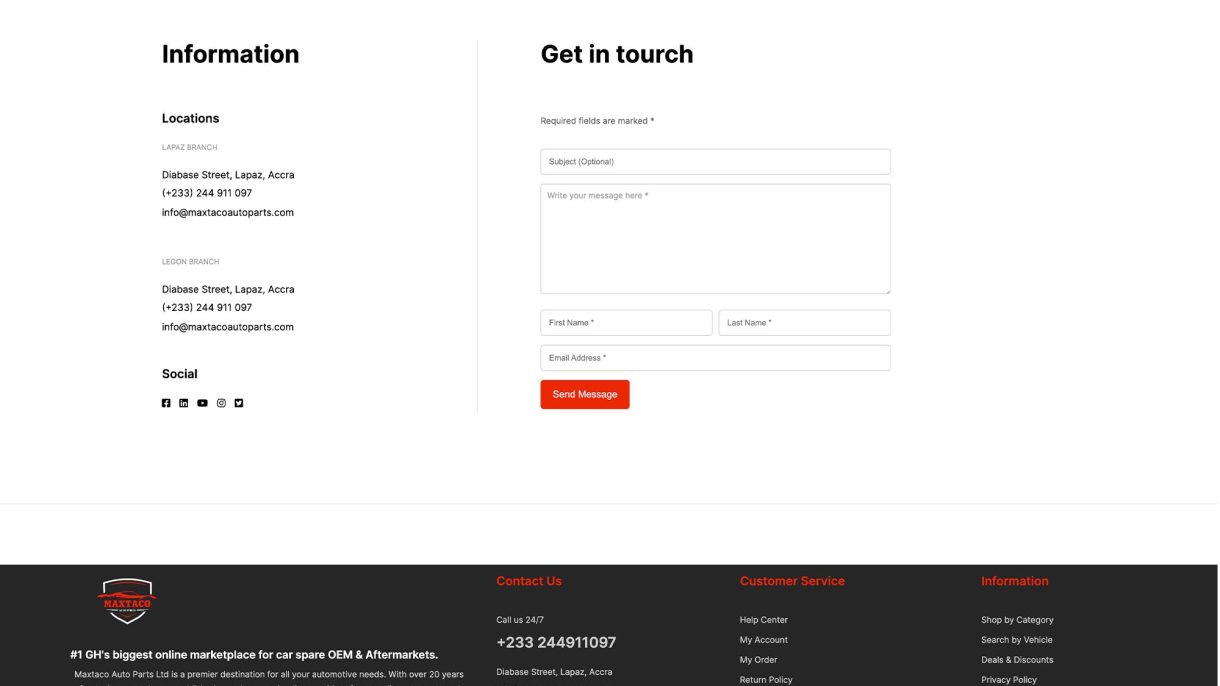 Information
Locations
LAPAZ BRANCH
Diabase Street, Lapaz, Accra
(+233) 244 911 097
info@maxtacoautoparts.com
LEGON BRANCH
Diabase Street, Lapaz, Accra
(+233) 244 911 097
info@maxtacoautoparts.com
Social
Get in tourch
Required fields are marked *
Subject (Optional)
Write your message here *
First Name *
Last Name *
Email Address *
Send Message
MAXTACO
#1 GH's biggest online marketplace for car spare OEM & Aftermarkets.
Maxtaco Auto Parts Ltd is a premier destination for all your automotive needs. With over 20 years
Contact Us
Call us 24/7
+233 244911097
Diabase Street, Lapaz, Accra
Customer Service
Help Center
My Account
My Order
Return Policy
Information
Shop by Category
Search by Vehicle
Deals & Discounts
Privacy Policy